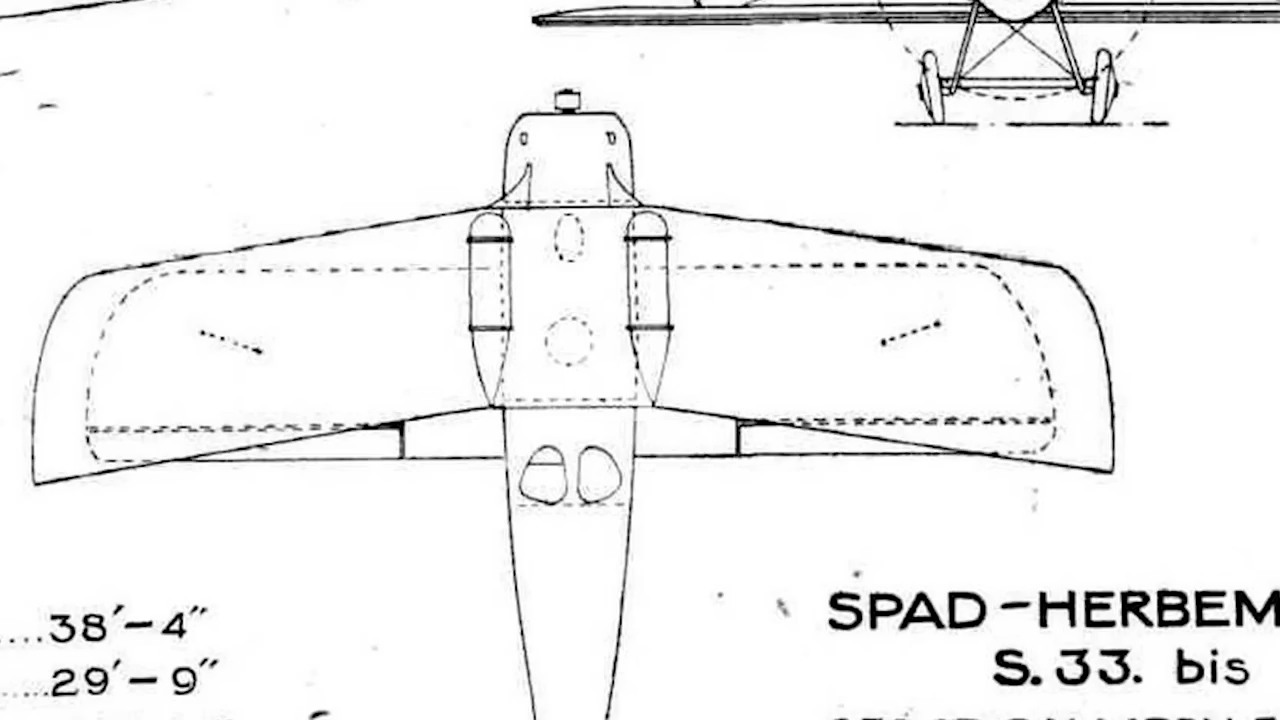 ....38′-4″
....29′-9″
SPAD-HERBEM
S.33. bis